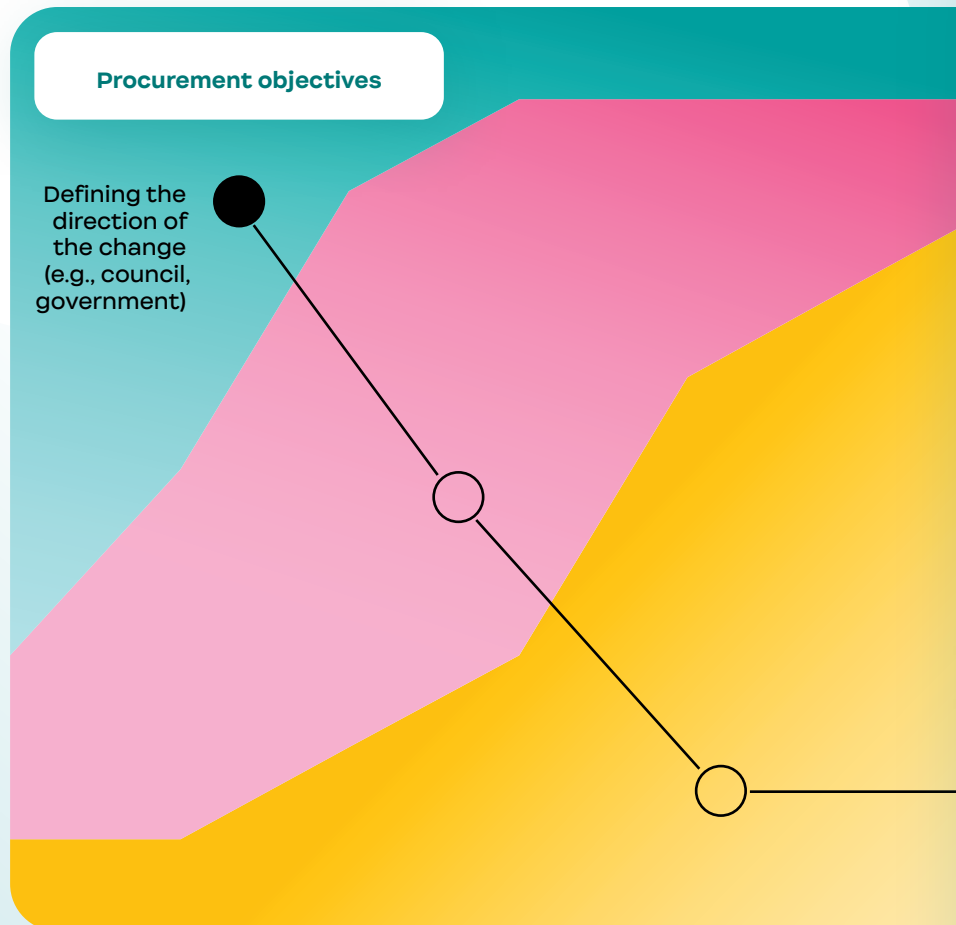 Procurement objectives
Defining the
direction of
the change
(e.g., council,
government)